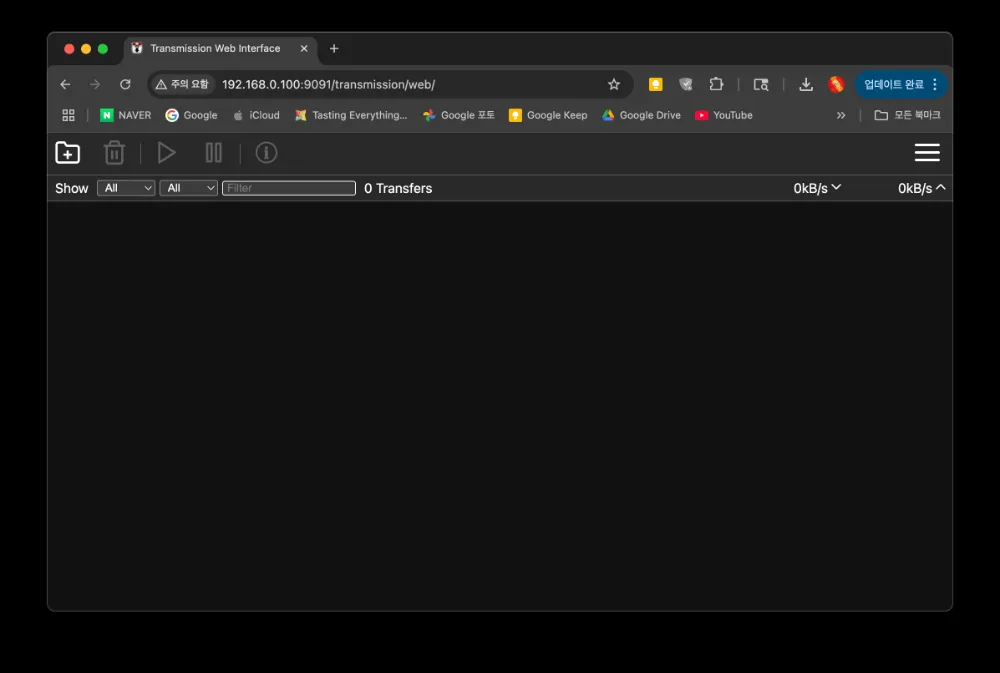 Transmission Web Interface
주의 요함 192.168.0.100:9091/transmission/web/ 업데이트 완료
NAVER Google iCloud Tasting Everything... Google 포토 Google Keep Google Drive YouTube » 모든 북마크
Show All All Filter 0 Transfers 0kB/s 0kB/s